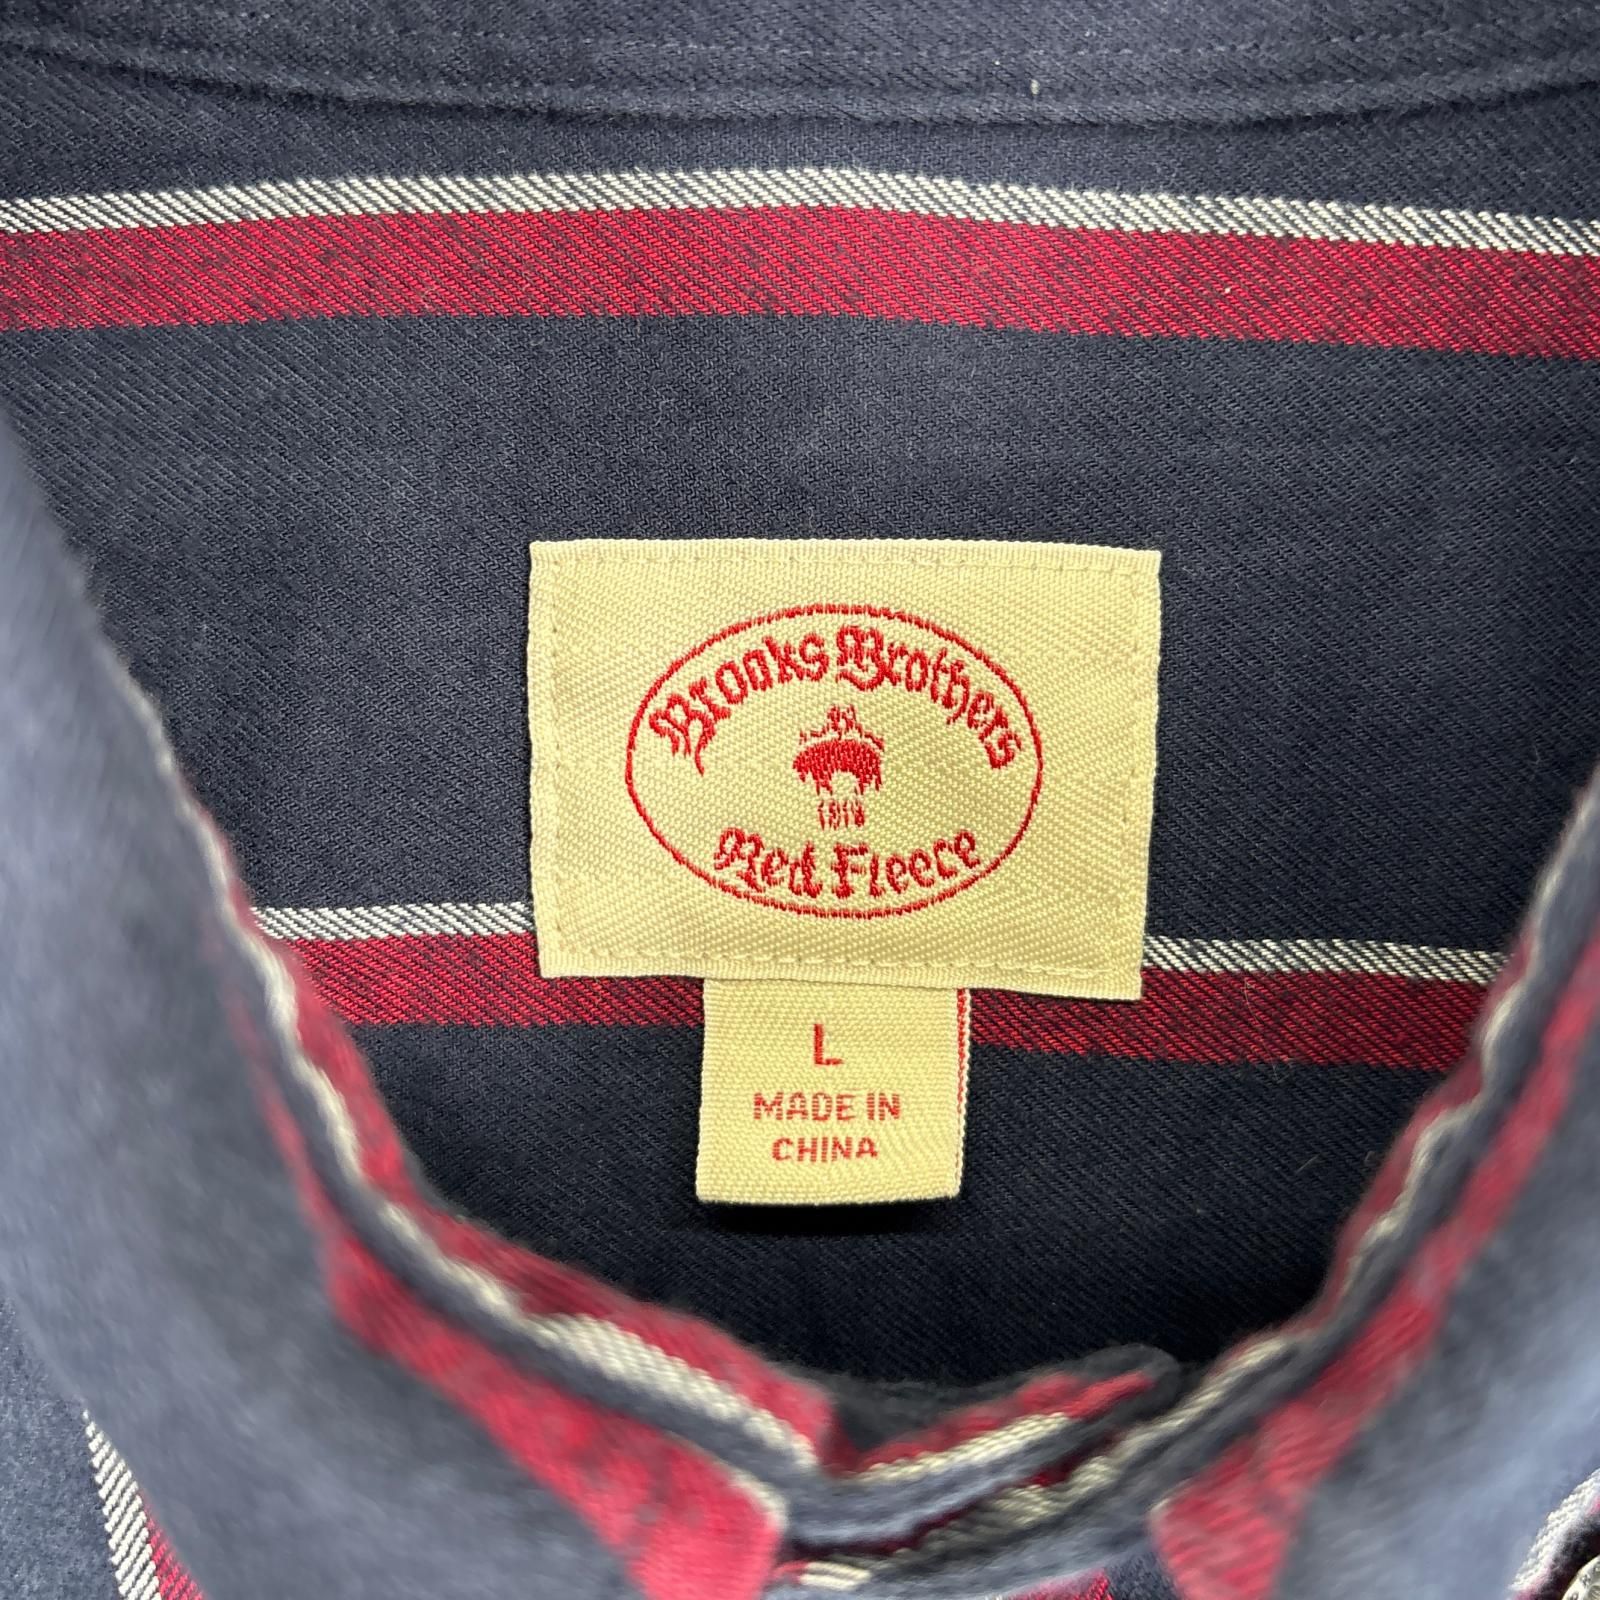 Brooks Brothers
1818
Red Fleece
L
MADE IN
CHINA